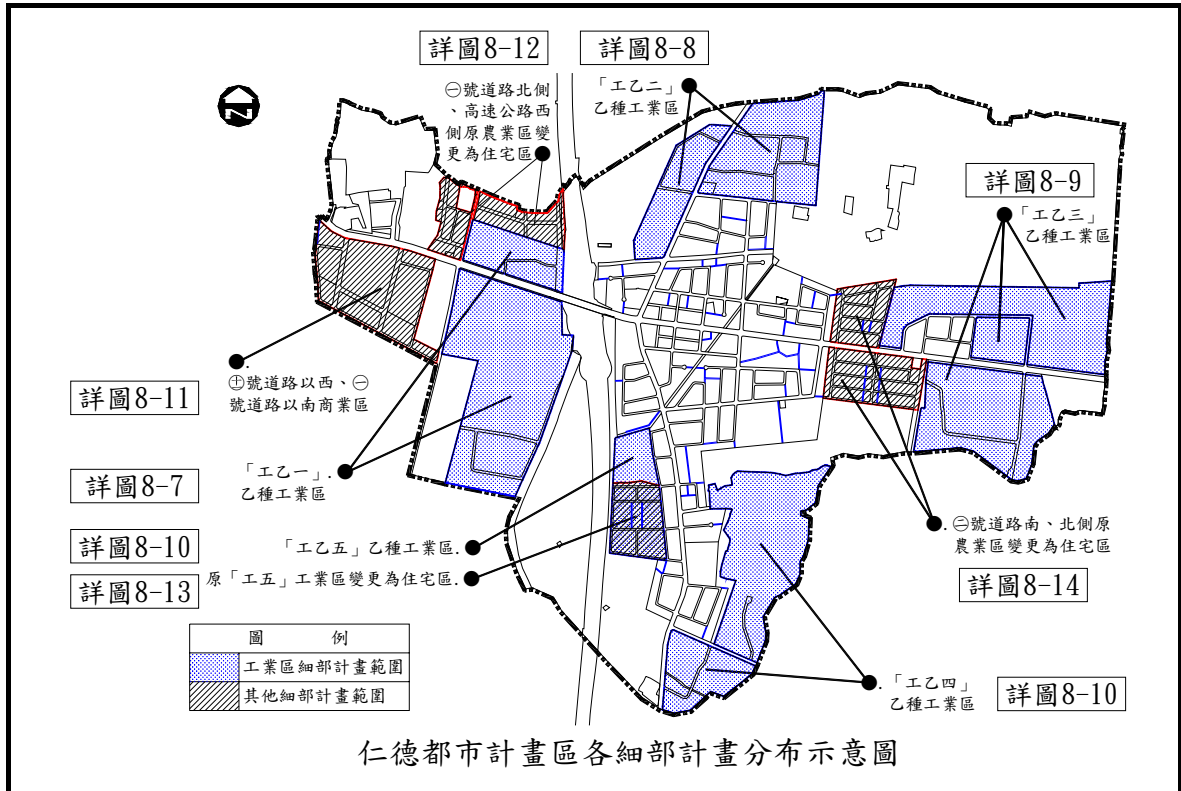 詳圖8-12
詳圖8-8
㊀號道路北側
、高速公路西
側原農業區變
更為住宅區
「工乙二」
乙種工業區
N
詳圖8-9
「工乙三」
乙種工業區
㊉號道路以西、㊀
號道路以南商業區
詳圖8-11
「工乙一」.
乙種工業區
詳圖8-7
「工乙五」乙種工業區.
詳圖8-10
原「工五」工業區變更為住宅區.
詳圖8-13
㊁號道路南、北側原
農業區變更為住宅區
詳圖8-14
「工乙四」
乙種工業區
詳圖8-10
圖 例
工業區細部計畫範圍
其他細部計畫範圍
仁德都市計畫區各細部計畫分布示意圖